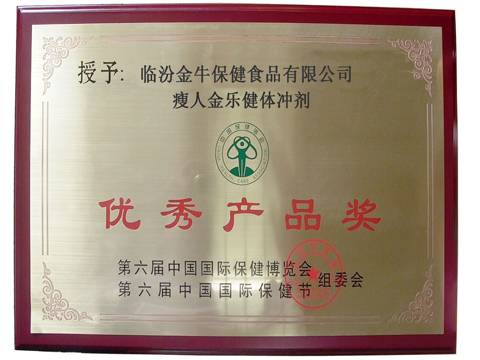 授予：临汾金牛保健食品有限公司
瘦人金乐健体冲剂
优秀产品奖
第六届中国国际保健博览会
第六届中国国际保健节
组委会